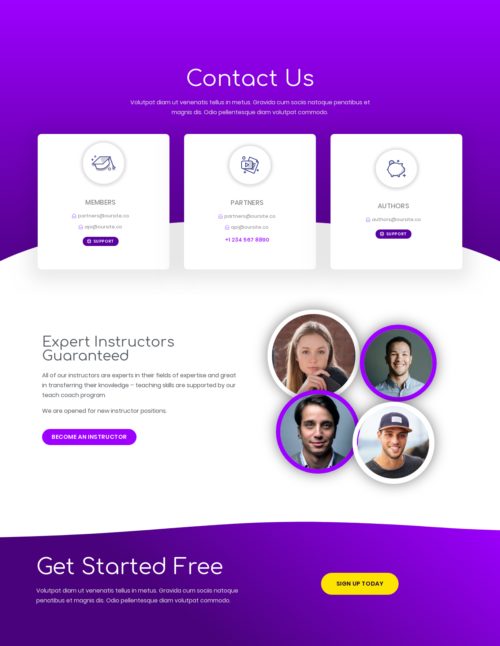 Contact Us
Volutpat diam ut venenatis tellus in metus. Gravida cum sociis natoque penatibus et
magnis dis. Odio pellentesque diam volutpat commodo.
MEMBERS
partners@oursite.co
qa@oursite.co
SUPPORT
PARTNERS
partners@oursite.co
qa@oursite.co
+1 234 567 8890
AUTHORS
authors@oursite.co
SUPPORT
Expert Instructors
Guaranteed
All of our instructors are experts in their fields of expertise and great
in transferring their knowledge – teaching skills are supported by our
teach coach program.
We are opened for new instructor positions.
BECOME AN INSTRUCTOR
Get Started Free
Volutpat diam ut venenatis tellus in metus. Gravida cum sociis natoque
penatibus et magnis dis. Odio pellentesque diam volutpat commodo.
SIGN UP TODAY